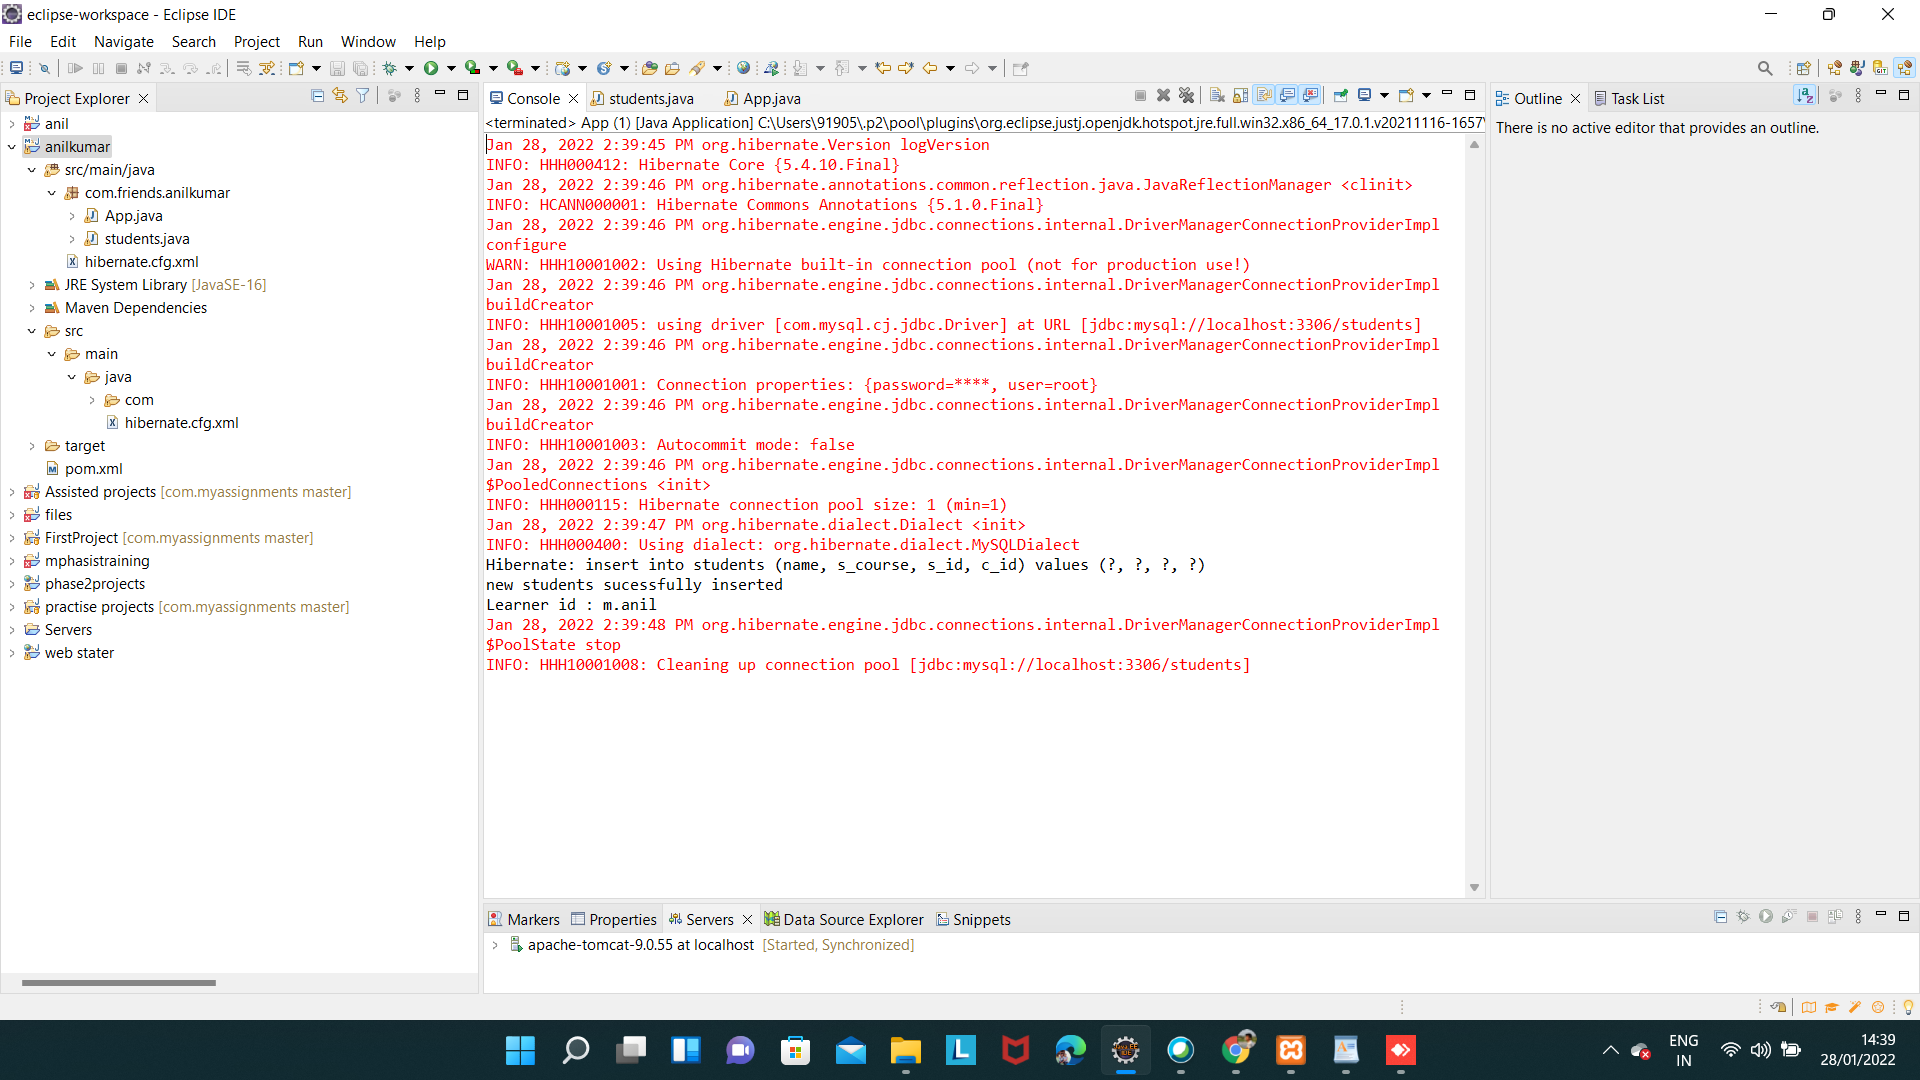 eclipse-workspace - Eclipse IDE
File Edit Navigate Search Project Run Window Help
Project Explorer
anil
anilkumar
src/main/java
com.friends.anilkumar
App.java
students.java
hibernate.cfg.xml
JRE System Library [JavaSE-16]
Maven Dependencies
src
main
java
com
hibernate.cfg.xml
target
pom.xml
Assisted projects [com.myassignments master]
files
FirstProject [com.myassignments master]
mphasistraining
phase2projects
practise projects [com.myassignments master]
Servers
web stater
Console students.java App.java
<terminated> App (1) [Java Application] C:\Users\91905\.p2\pool\plugins\org.eclipse.justj.openjdk.hotspot.jre.full.win32.x86_64_17.0.1.v20211116-1657\
Jan 28, 2022 2:39:45 PM org.hibernate.Version logVersion
INFO: HHH000412: Hibernate Core {5.4.10.Final}
Jan 28, 2022 2:39:46 PM org.hibernate.annotations.common.reflection.java.JavaReflectionManager <clinit>
INFO: HCANN000001: Hibernate Commons Annotations {5.1.0.Final}
Jan 28, 2022 2:39:46 PM org.hibernate.engine.jdbc.connections.internal.DriverManagerConnectionProviderImpl
configure
WARN: HHH10001002: Using Hibernate built-in connection pool (not for production use!)
Jan 28, 2022 2:39:46 PM org.hibernate.engine.jdbc.connections.internal.DriverManagerConnectionProviderImpl
buildCreator
INFO: HHH10001005: using driver [com.mysql.cj.jdbc.Driver] at URL [jdbc:mysql://localhost:3306/students]
Jan 28, 2022 2:39:46 PM org.hibernate.engine.jdbc.connections.internal.DriverManagerConnectionProviderImpl
buildCreator
INFO: HHH10001001: Connection properties: {password=****, user=root}
Jan 28, 2022 2:39:46 PM org.hibernate.engine.jdbc.connections.internal.DriverManagerConnectionProviderImpl
buildCreator
INFO: HHH10001003: Autocommit mode: false
Jan 28, 2022 2:39:46 PM org.hibernate.engine.jdbc.connections.internal.DriverManagerConnectionProviderImpl
$PooledConnections <init>
INFO: HHH000115: Hibernate connection pool size: 1 (min=1)
Jan 28, 2022 2:39:47 PM org.hibernate.dialect.Dialect <init>
INFO: HHH000400: Using dialect: org.hibernate.dialect.MySQLDialect
Hibernate: insert into students (name, s_course, s_id, c_id) values (?, ?, ?, ?)
new students sucessfully inserted
Learner id : m.anil
Jan 28, 2022 2:39:48 PM org.hibernate.engine.jdbc.connections.internal.DriverManagerConnectionProviderImpl
$PoolState stop
INFO: HHH10001008: Cleaning up connection pool [jdbc:mysql://localhost:3306/students]
Outline Task List
There is no active editor that provides an outline.
Markers Properties Servers Data Source Explorer Snippets
apache-tomcat-9.0.55 at localhost [Started, Synchronized]
ENG
IN
14:39
28/01/2022